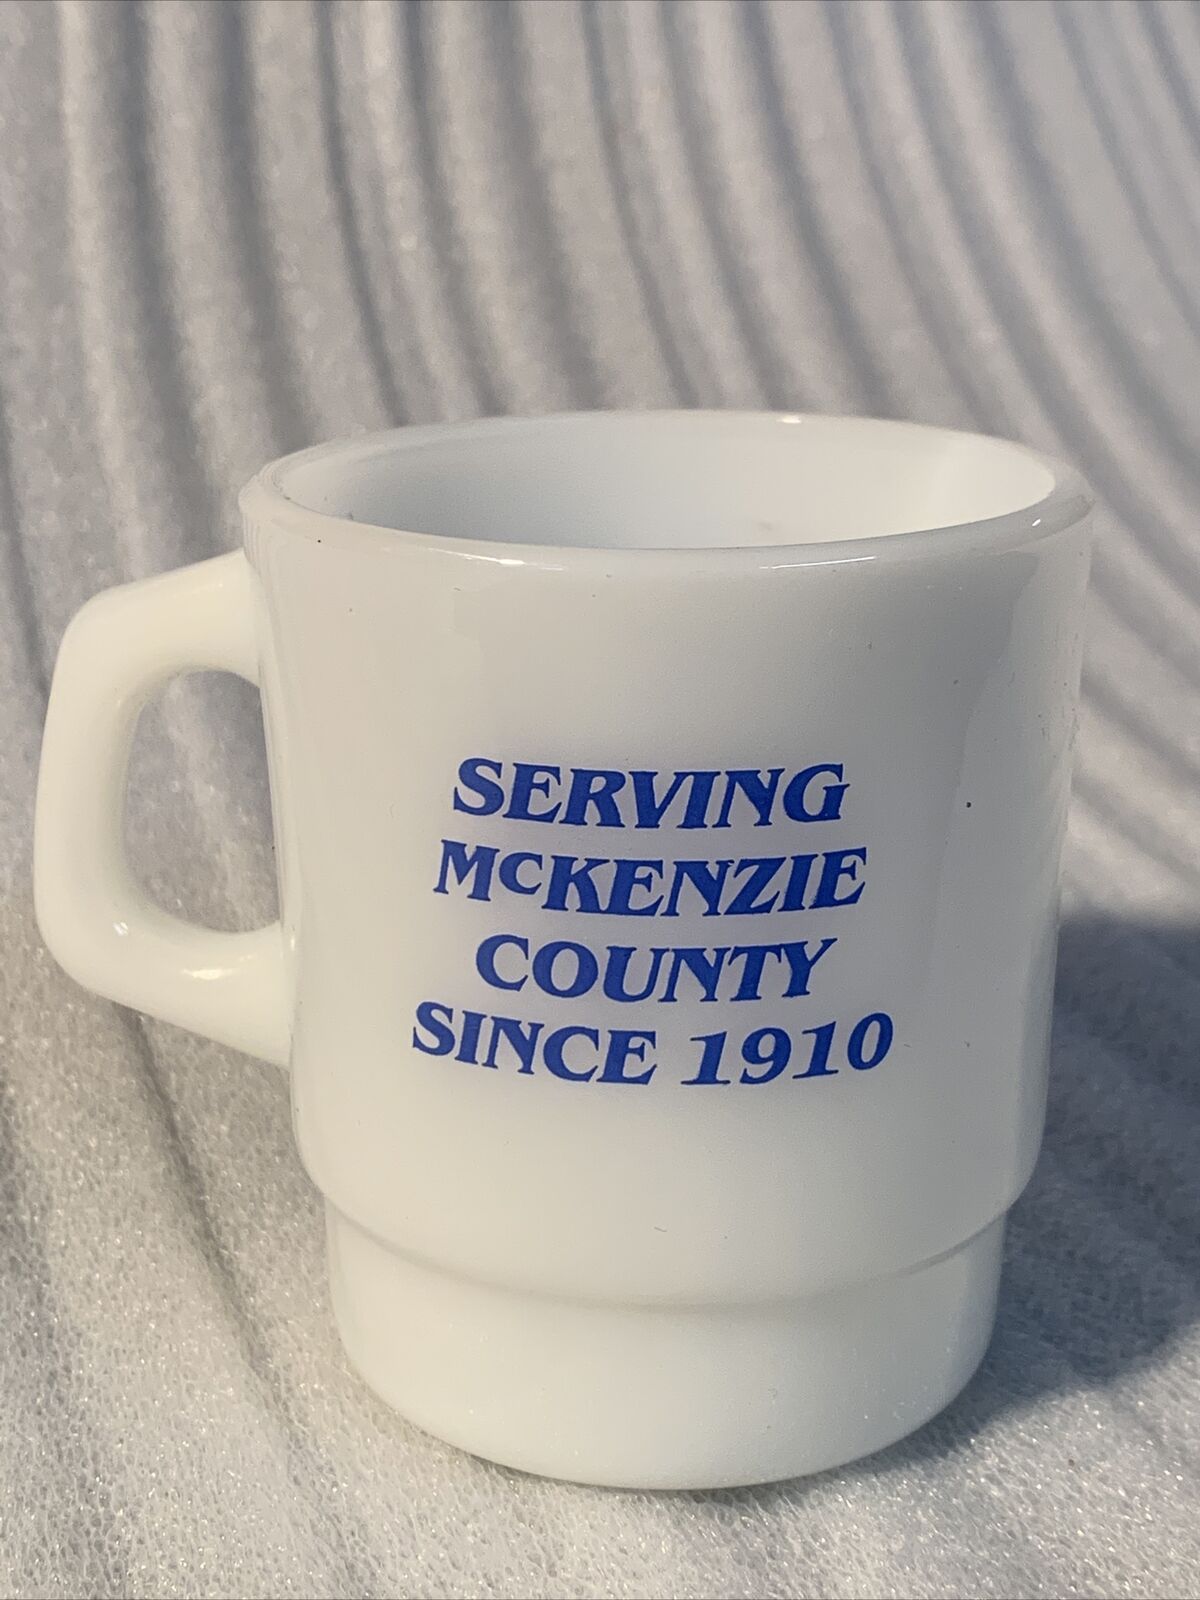 SERVING
McKENZIE
COUNTY
SINCE 1910